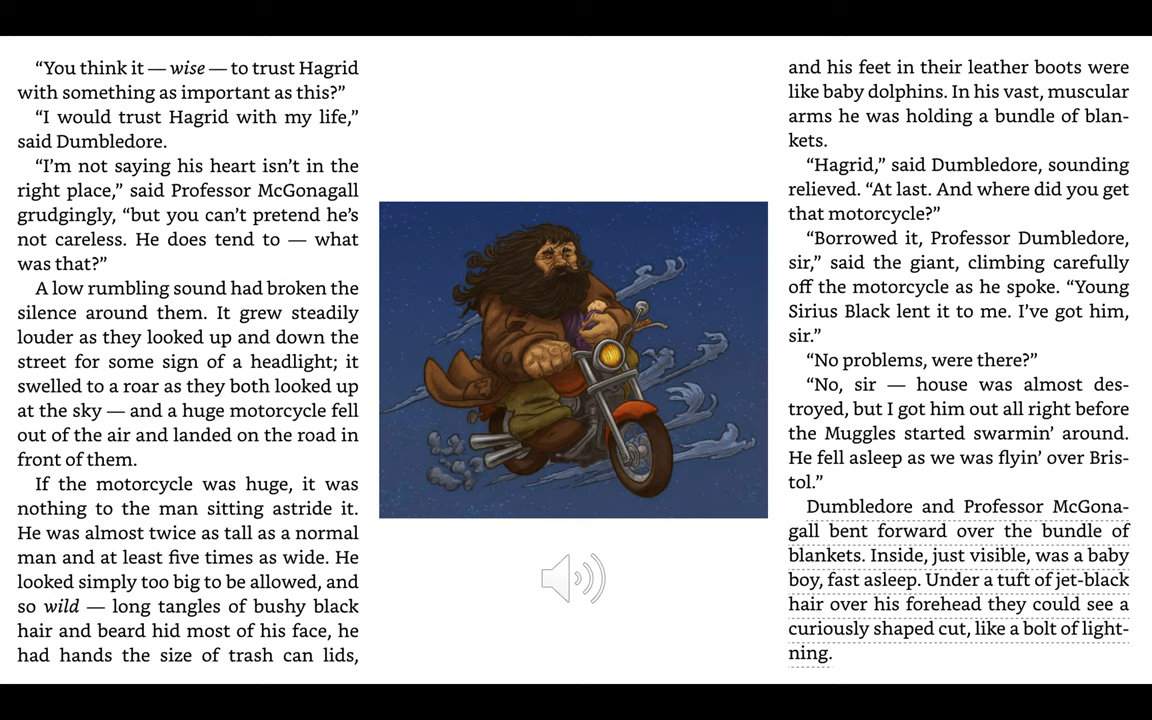 “You think it — wise — to trust Hagrid
with something as important as this?”
“I would trust Hagrid with my life,”
said Dumbledore.
“I’m not saying his heart isn’t in the
right place,” said Professor McGonagall
grudgingly, “but you can’t pretend he’s
not careless. He does tend to — what
was that?”
A low rumbling sound had broken the
silence around them. It grew steadily
louder as they looked up and down the
street for some sign of a headlight; it
swelled to a roar as they both looked up
at the sky — and a huge motorcycle fell
out of the air and landed on the road in
front of them.
If the motorcycle was huge, it was
nothing to the man sitting astride it.
He was almost twice as tall as a normal
man and at least five times as wide. He
looked simply too big to be allowed, and
so wild — long tangles of bushy black
hair and beard hid most of his face, he
had hands the size of trash can lids,
and his feet in their leather boots were
like baby dolphins. In his vast, muscular
arms he was holding a bundle of blan-
kets.
“Hagrid,” said Dumbledore, sounding
relieved. “At last. And where did you get
that motorcycle?”
“Borrowed it, Professor Dumbledore,
sir,” said the giant, climbing carefully
off the motorcycle as he spoke. “Young
Sirius Black lent it to me. I’ve got him,
sir.”
“No problems, were there?”
“No, sir — house was almost des-
troyed, but I got him out all right before
the Muggles started swarmin’ around.
He fell asleep as we was flyin’ over Bris-
tol.”
Dumbledore and Professor McGona-
gall bent forward over the bundle of
blankets. Inside, just visible, was a baby
boy, fast asleep. Under a tuft of jet-black
hair over his forehead they could see a
curiously shaped cut, like a bolt of light-
ning.